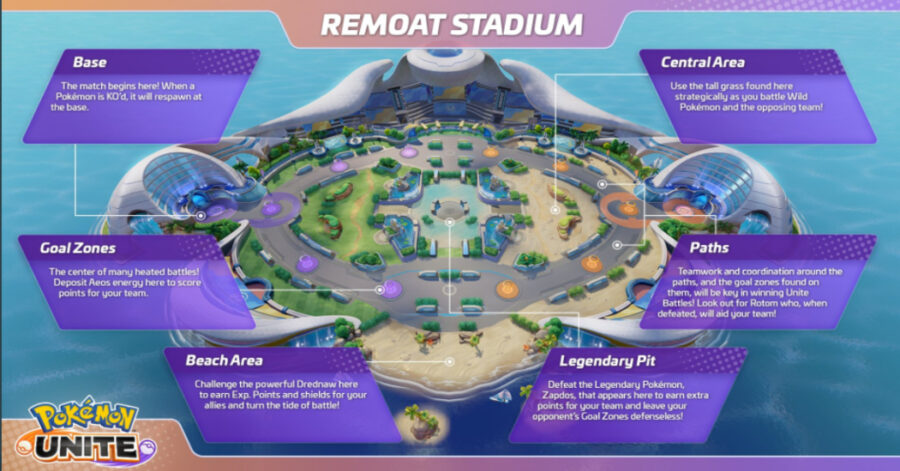 REMOAT STADIUM
Base
The match begins here! When a
Pokémon is KO'd, it will respawn at
the base.
Central Area
Use the tall grass found here
strategically as you battle Wild
Pokémon and the opposing team!
Goal Zones
The center of many heated battles!
Deposit Aeos energy here to score
points for your team.
Paths
Teamwork and coordination around the
paths, and the goal zones found on
them, will be key in winning Unite
Battles! Look out for Rotom who, when
defeated, will aid your team!
Beach Area
Challenge the powerful Drednaw here
to earn Exp. Points and shields for your
allies and turn the tide of battle!
Legendary Pit
Defeat the Legendary Pokémon,
Zapdos, that appears here to earn extra
points for your team and leave your
opponent's Goal Zones defenseless!
POKÉMON
UNITE